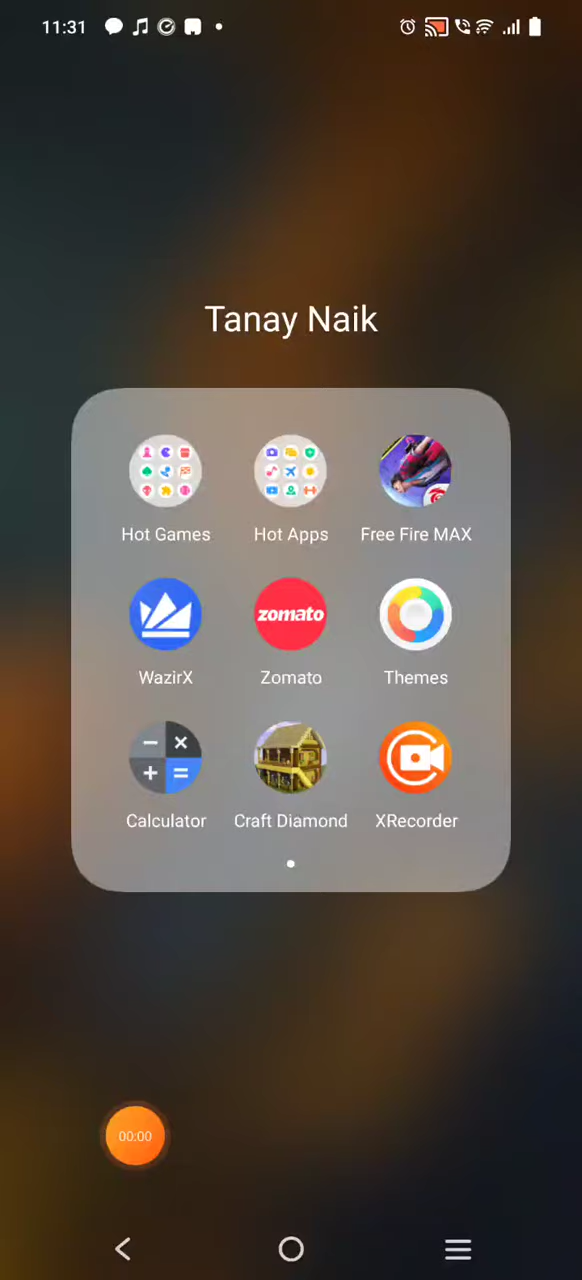 11:31
Tanay Naik
Hot Games Hot Apps Free Fire MAX
zomato
WazirX Zomato Themes
Calculator Craft Diamond XRecorder
00:00